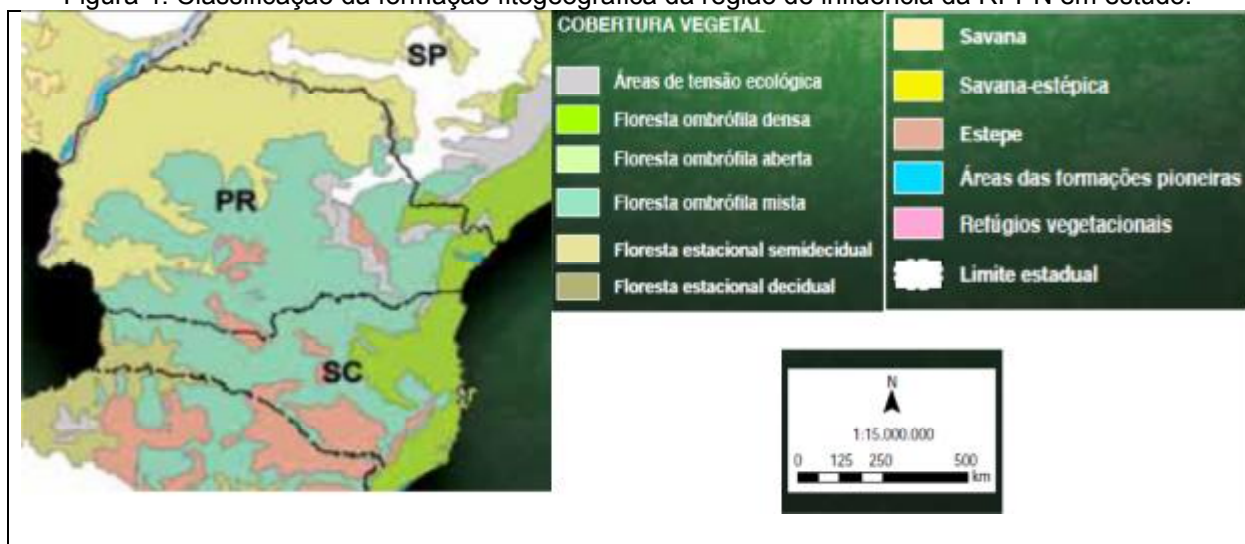 Figura 4. Classificação da formação fitogeográfica da região de influência da RPPN em estudo.
SP
PR
SC
COBERTURA VEGETAL
Áreas de tensão ecológica
Floresta ombrófila densa
Floresta ombrófila aberta
Floresta ombrófila mista
Floresta estacional semidecidual
Floresta estacional decidual
Savana
Savana-estépica
Estepe
Áreas das formações pioneiras
Refúgios vegetacionais
Limite estadual
N
1:15.000.000
0 125 250 500
km